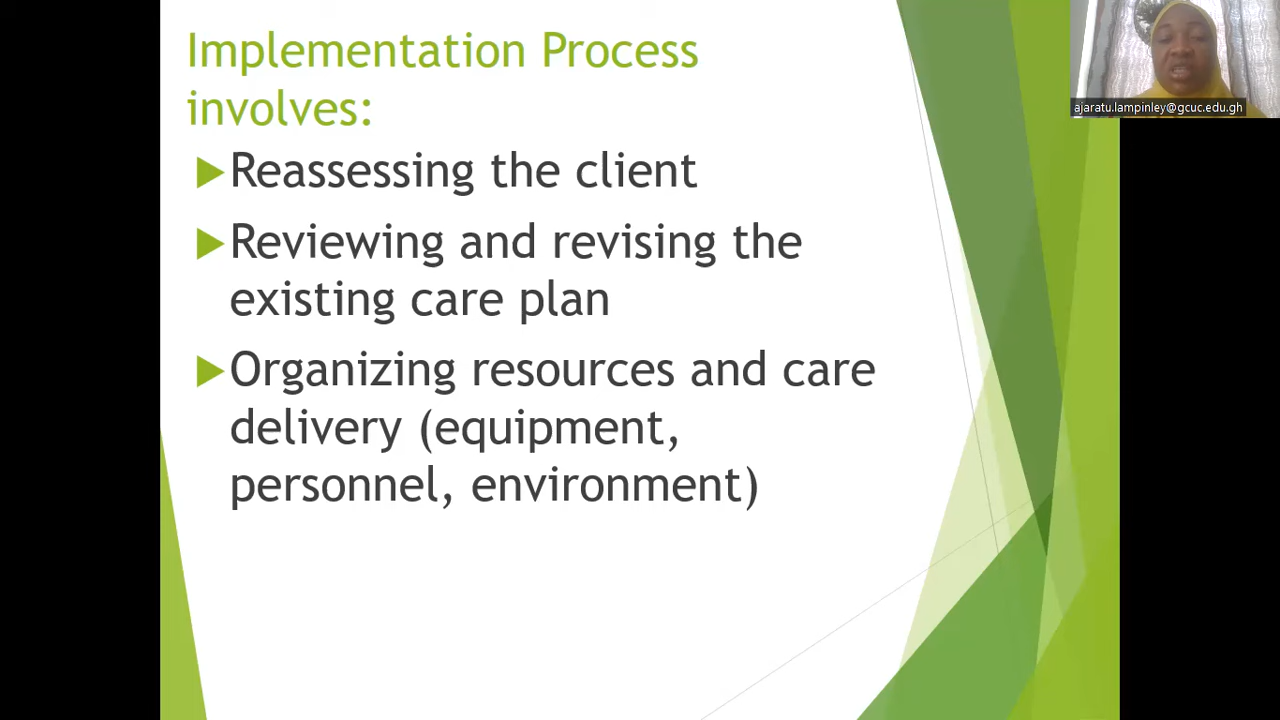 Implementation Process
involves:
Reassessing the client
Reviewing and revising the
existing care plan
Organizing resources and care
delivery (equipment,
personnel, environment)
ajaratu.lampinley@gcuc.edu.gh